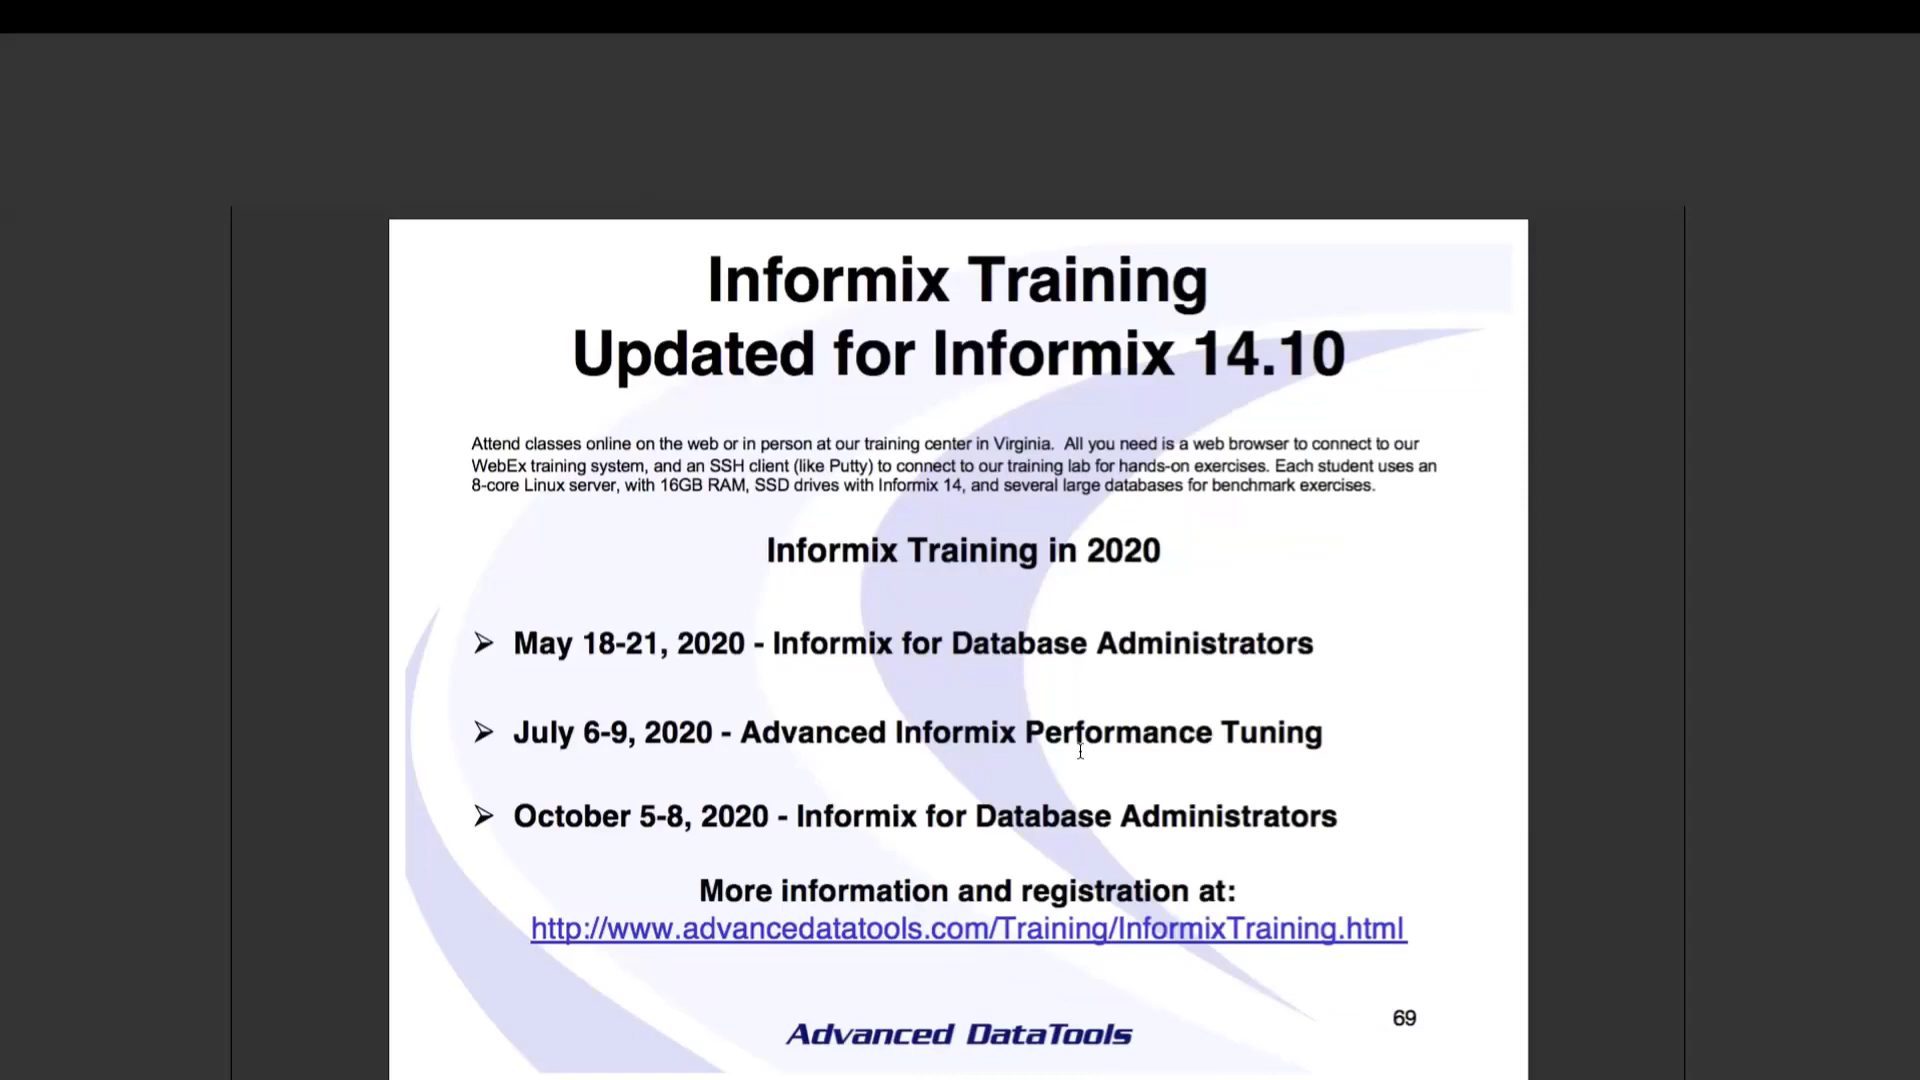 Informix Training
Updated for Informix 14.10
Attend classes online on the web or in person at our training center in Virginia.  All you need is a web browser to connect to our
WebEx training system, and an SSH client (like Putty) to connect to our training lab for hands-on exercises. Each student uses an
8-core Linux server, with 16GB RAM, SSD drives with Informix 14, and several large databases for benchmark exercises.
Informix Training in 2020
➢ May 18-21, 2020 - Informix for Database Administrators
➢ July 6-9, 2020 - Advanced Informix Performance Tuning
➢ October 5-8, 2020 - Informix for Database Administrators
More information and registration at:
http://www.advancedatatools.com/Training/InformixTraining.html
69
Advanced DataTools